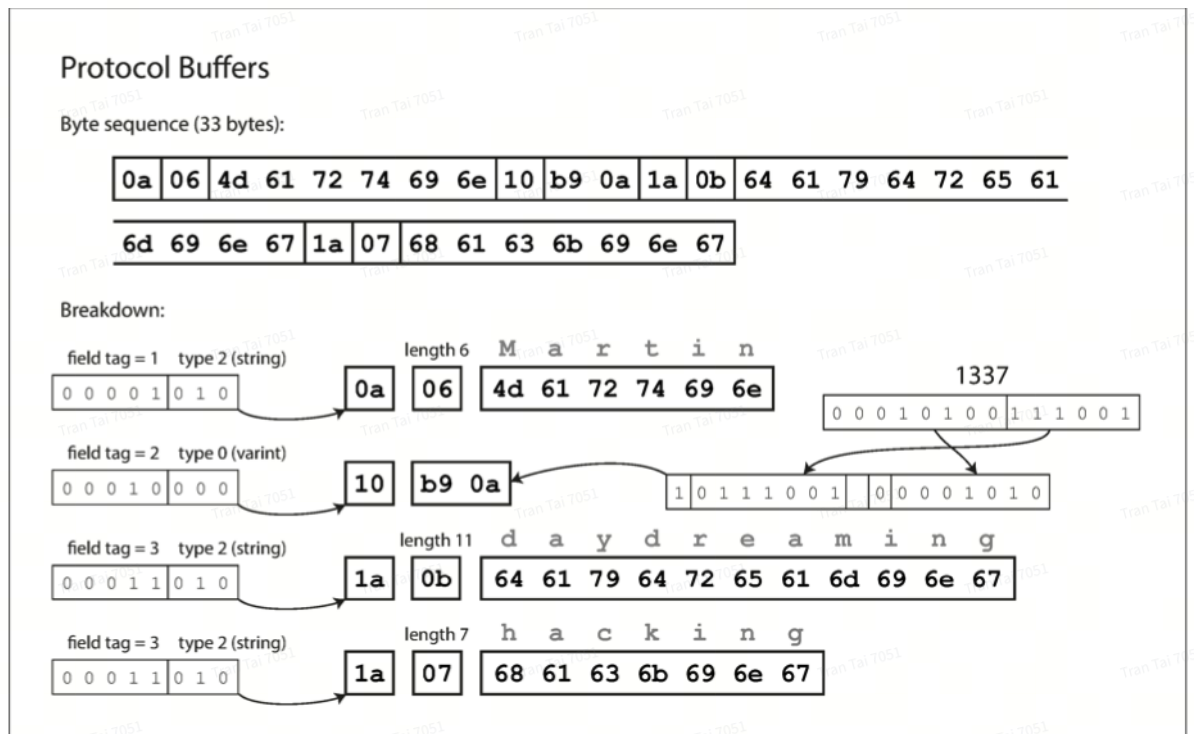 Protocol Buffers
Byte sequence (33 bytes):
0a 06 4d 61 72 74 69 6e 10 b9 0a 1a 0b 64 61 79 64 72 65 61
6d 69 6e 67 1a 07 68 61 63 6b 69 6e 67
Breakdown:
field tag = 1 type 2 (string) length 6 M a r t i n
0 0 0 0 1 0 1 0 0a 06 4d 61 72 74 69 6e
1337
0 0 0 1 0 1 0 0 1 1 1 0 0 1
field tag = 2 type 0 (varint)
0 0 0 1 0 0 0 0 10 b9 0a
1 0 1 1 1 0 0 1 0 0 0 0 1 0 1 0
field tag = 3 type 2 (string) length 11 d a y d r e a m i n g
0 0 0 1 1 0 1 0 1a 0b 64 61 79 64 72 65 61 6d 69 6e 67
field tag = 3 type 2 (string) length 7 h a c k i n g
0 0 0 1 1 0 1 0 1a 07 68 61 63 6b 69 6e 67
Tran Tai 7051